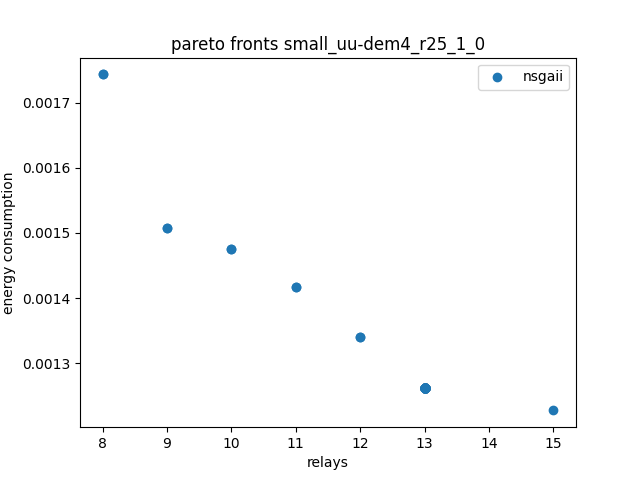 pareto fronts small_uu-dem4_r25_1_0
nsgaii
0.0017
0.0016
0.0015
0.0014
0.0013
energy consumption
8 9 10 11 12 13 14 15
relays